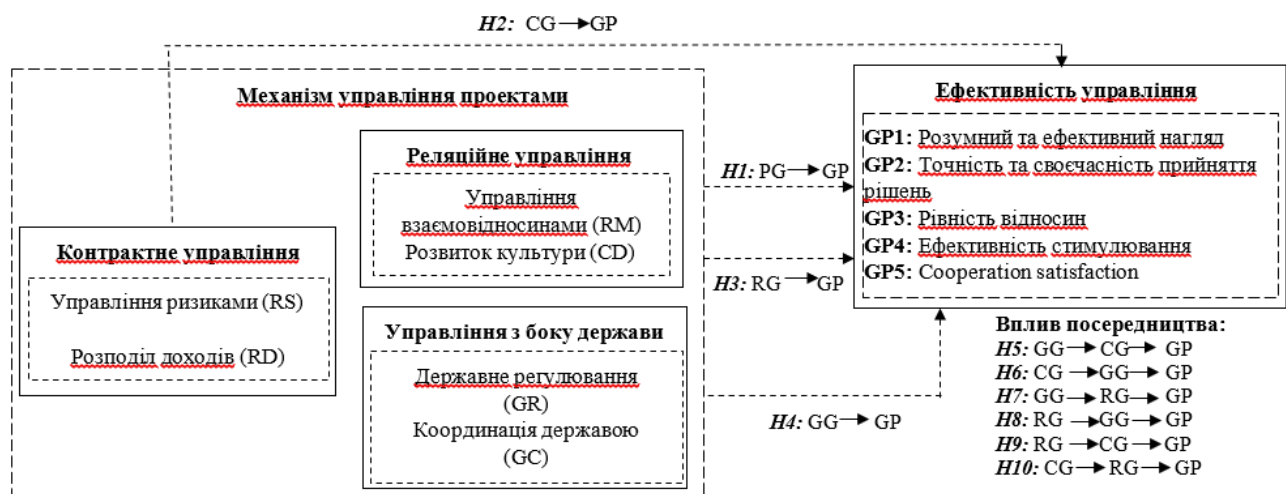 H2: CG→GP
Механізм управління проектами
Контрактне управління
Управління ризиками (RS)
Розподіл доходів (RD)
Реляційне управління
Управління
взаємовідносинами (RM)
Розвиток культури (CD)
Управління з боку держави
Державне регулювання
(GR)
Координація державою
(GC)
H1: PG→GP
H3: RG→GP
H4: GG→GP
Ефективність управління
GP1: Розумний та ефективний нагляд
GP2: Точність та своєчасність прийняття
рішень
GP3: Рівність відносин
GP4: Ефективність стимулювання
GP5: Cooperation satisfaction
Вплив посередництва:
H5: GG→CG→GP
H6: CG→GG→GP
H7: GG→RG→GP
H8: RG→GG→GP
H9: RG→CG→GP
H10: CG→RG→GP